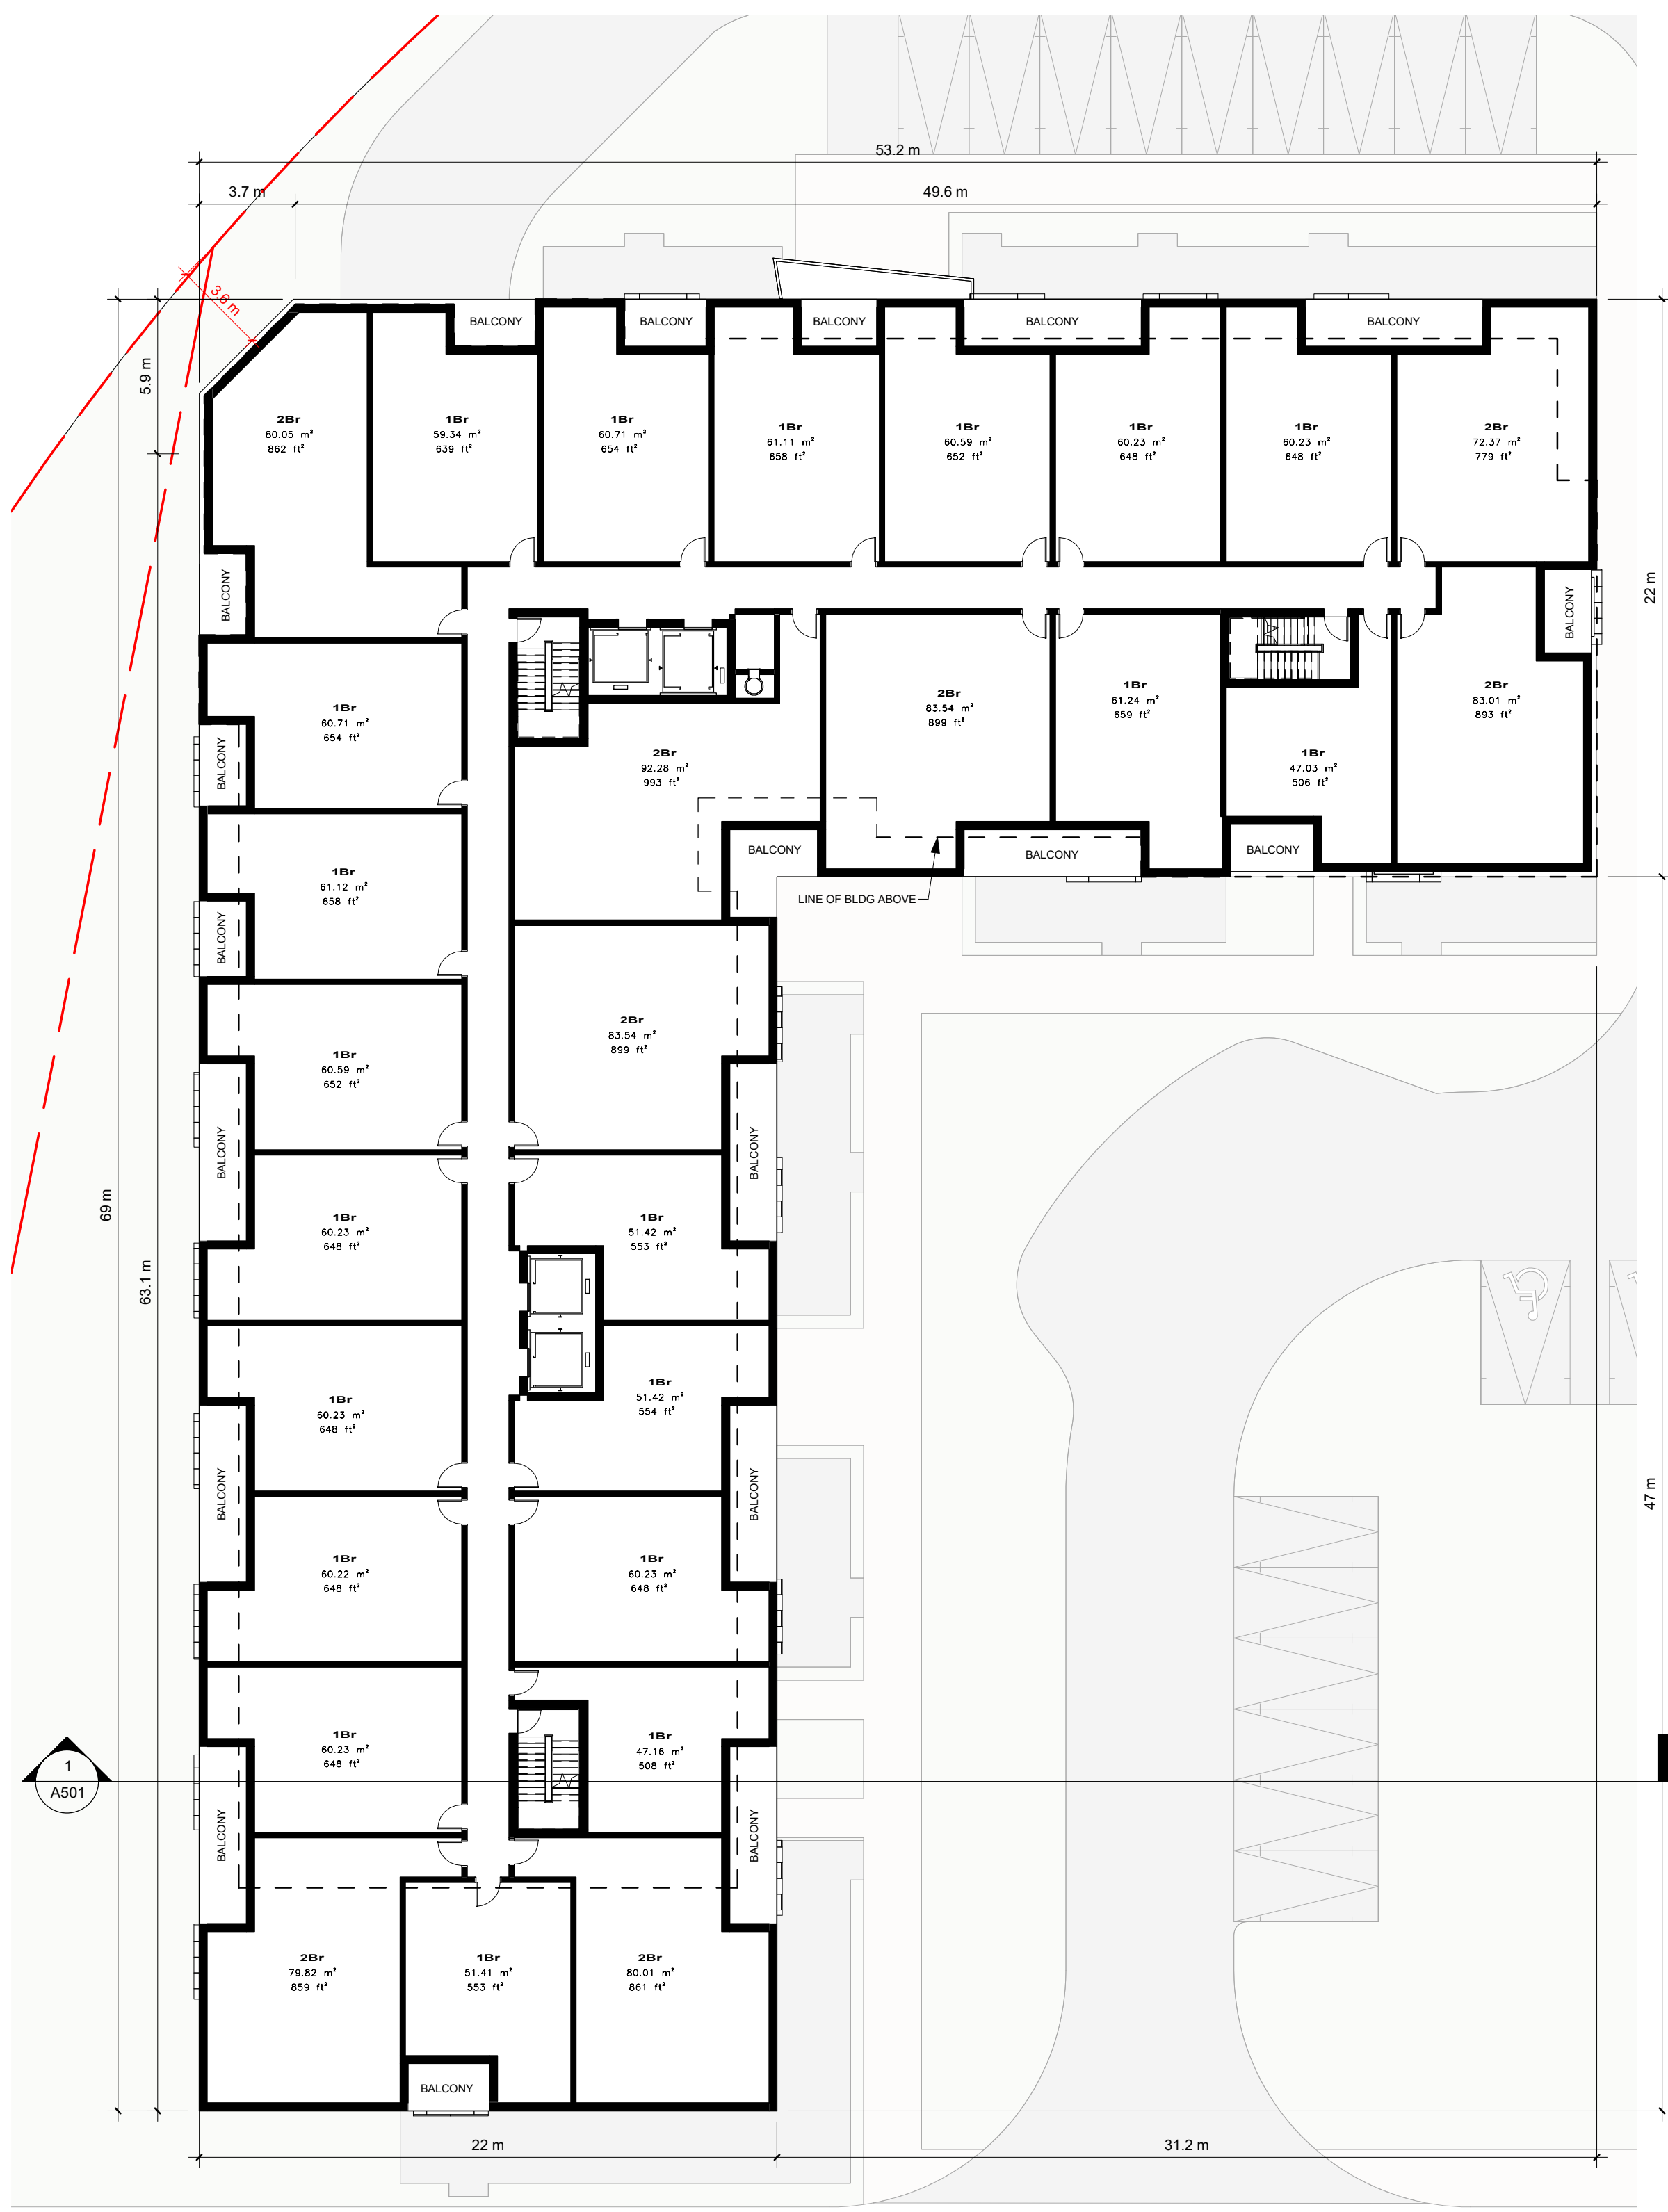 53.2 m
3.7 m
49.6 m
3.6 m
5.9 m
BALCONY
BALCONY
BALCONY
BALCONY
BALCONY
2Br
80.05 m²
862 ft²
1Br
59.34 m²
639 ft²
1Br
60.71 m²
654 ft²
1Br
61.11 m²
658 ft²
1Br
60.59 m²
652 ft²
1Br
60.23 m²
648 ft²
1Br
60.23 m²
648 ft²
2Br
72.37 m²
779 ft²
22 m
BALCONY
BALCONY
1Br
60.71 m²
654 ft²
2Br
92.28 m²
993 ft²
2Br
83.54 m²
899 ft²
1Br
61.24 m²
659 ft²
1Br
47.03 m²
506 ft²
2Br
83.01 m²
893 ft²
BALCONY
BALCONY
BALCONY
BALCONY
LINE OF BLDG ABOVE
1Br
61.12 m²
658 ft²
BALCONY
1Br
60.59 m²
652 ft²
2Br
83.54 m²
899 ft²
BALCONY
BALCONY
69 m
63.1 m
1Br
60.23 m²
648 ft²
1Br
51.42 m²
553 ft²
1Br
60.23 m²
648 ft²
1Br
51.42 m²
554 ft²
BALCONY
BALCONY
47 m
1Br
60.22 m²
648 ft²
1Br
60.23 m²
648 ft²
1Br
60.23 m²
648 ft²
1Br
47.16 m²
508 ft²
1
A501
BALCONY
BALCONY
2Br
79.82 m²
859 ft²
1Br
51.41 m²
553 ft²
2Br
80.01 m²
861 ft²
BALCONY
22 m
31.2 m